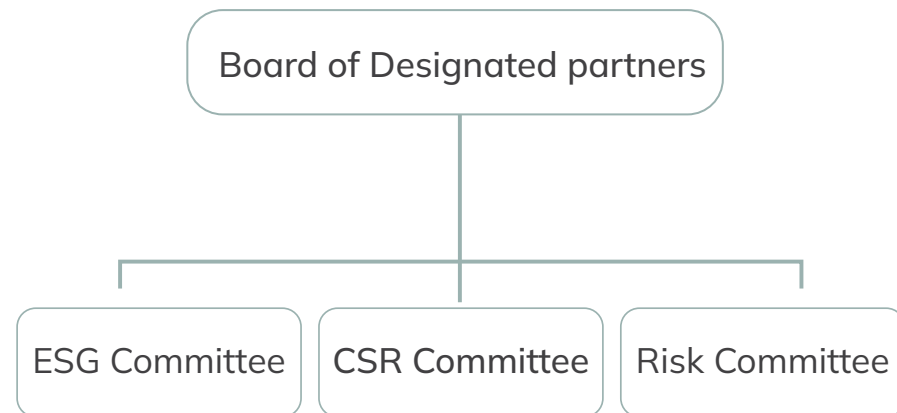 Board of Designated partners
ESG Committee
CSR Committee
Risk Committee